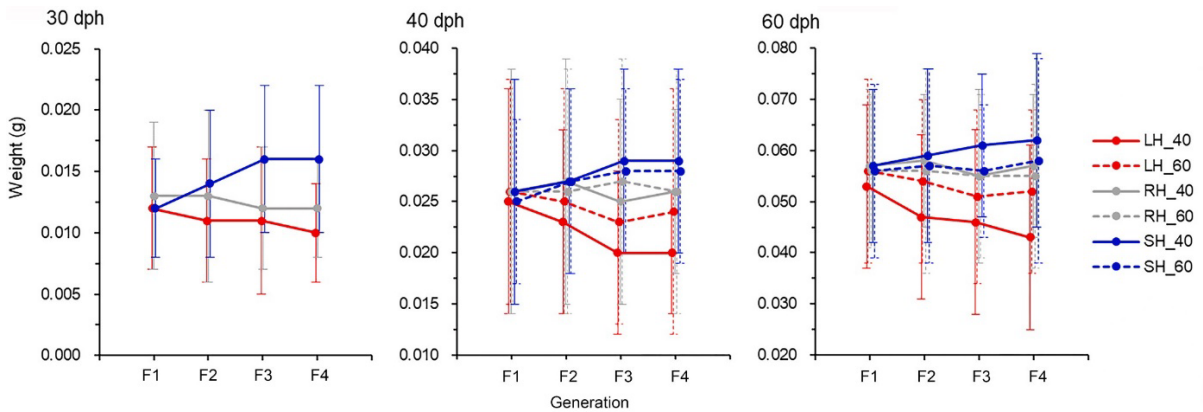 30 dph
40 dph
60 dph
Weight (g)
0.025
0.020
0.015
0.010
0.005
0.000
F1 F2 F3 F4
0.040
0.035
0.030
0.025
0.020
0.015
0.010
F1 F2 F3 F4
Generation
0.080
0.070
0.060
0.050
0.040
0.030
0.020
F1 F2 F3 F4
LH_40
LH_60
RH_40
RH_60
SH_40
SH_60